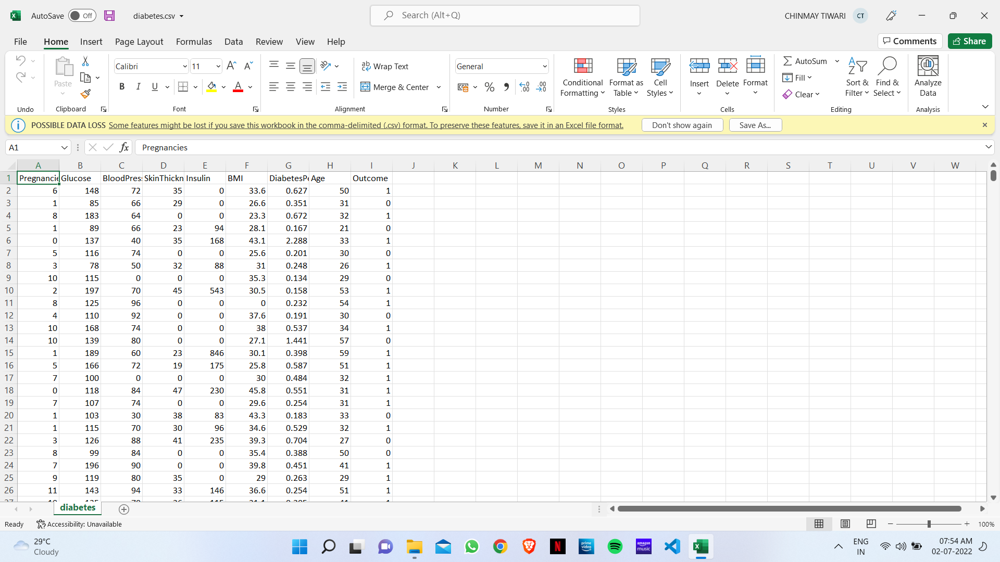 AutoSave Off diabetes.csv Search (Alt+Q) CHINMAY TIWARI CT
File Home Insert Page Layout Formulas Data Review View Help Comments Share
Paste Calibri 11 Wrap Text General Conditional Formatting Format as Table Cell Styles Insert Delete Format AutoSum Sort & Filter Find & Select Analyze Data
B I U A Merge & Center % Fill
Clear
Undo Clipboard Font Alignment Number Styles Cells Editing Analysis
POSSIBLE DATA LOSS Some features might be lost if you save this workbook in the comma-delimited (.csv) format. To preserve these features, save it in an Excel file format. Don't show again Save As...
A1 fx Pregnancies
A B C D E F G H I J K L M N O P Q R S T U V W
1 Pregnancie Glucose BloodPres SkinThickn Insulin BMI DiabetesPe Age Outcome
2 6 148 72 35 0 33.6 0.627 50 1
3 1 85 66 29 0 26.6 0.351 31 0
4 8 183 64 0 0 23.3 0.672 32 1
5 1 89 66 23 94 28.1 0.167 21 0
6 0 137 40 35 168 43.1 2.288 33 1
7 5 116 74 0 0 25.6 0.201 30 0
8 3 78 50 32 88 31 0.248 26 1
9 10 115 0 0 0 35.3 0.134 29 0
10 2 197 70 45 543 30.5 0.158 53 1
11 8 125 96 0 0 0 0.232 54 1
12 4 110 92 0 0 37.6 0.191 30 0
13 10 168 74 0 0 38 0.537 34 1
14 10 139 80 0 0 27.1 1.441 57 0
15 1 189 60 23 846 30.1 0.398 59 1
16 5 166 72 19 175 25.8 0.587 51 1
17 7 100 0 0 0 30 0.484 32 1
18 0 118 84 47 230 45.8 0.551 31 1
19 7 107 74 0 0 29.6 0.254 31 1
20 1 103 30 38 83 43.3 0.183 33 0
21 1 115 70 30 96 34.6 0.529 32 1
22 3 126 88 41 235 39.3 0.704 27 0
23 8 99 84 0 0 35.4 0.388 50 0
24 7 196 90 0 0 39.8 0.451 41 1
25 9 119 80 35 0 29 0.263 29 1
26 11 143 94 33 146 36.6 0.254 51 1
diabetes
Ready Accessibility: Unavailable 100%
29°C
Cloudy
prime video N amazon music
ENG
IN
07:54 AM
02-07-2022